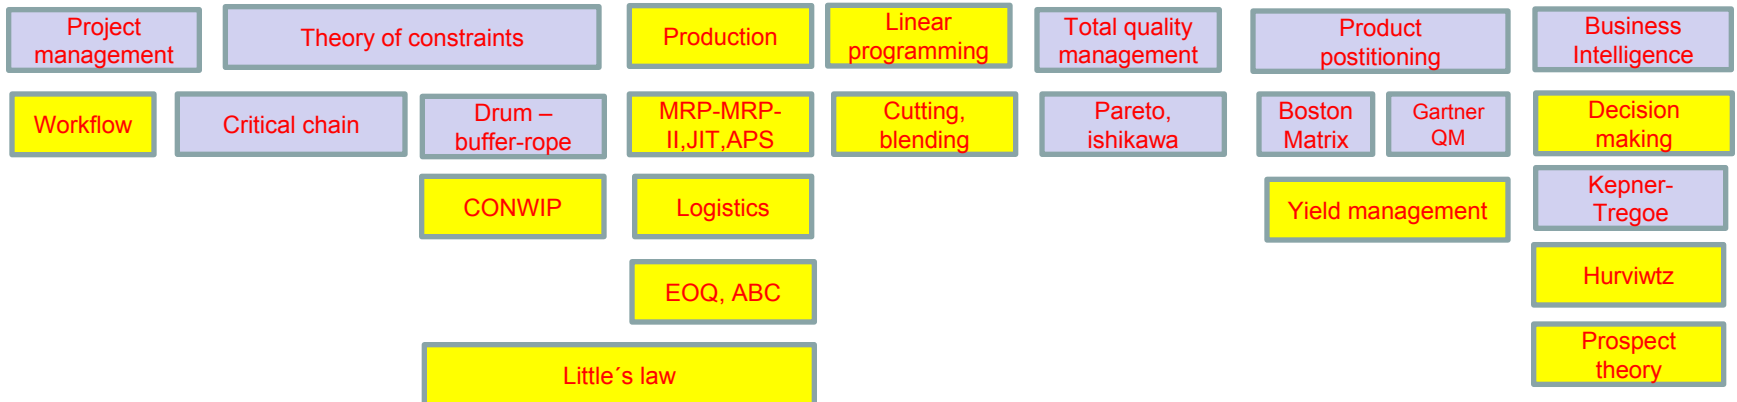 Project
management
Theory of constraints
Production
Linear
programming
Total quality
management
Product
postitioning
Business
Intelligence
Workflow
Critical chain
Drum –
buffer-rope
MRP-MRP-
II,JIT,APS
Cutting,
blending
Pareto,
ishikawa
Boston
Matrix
Gartner
QM
Decision
making
CONWIP
Logistics
Yield management
Kepner-
Tregoe
EOQ, ABC
Hurviwtz
Little´s law
Prospect
theory